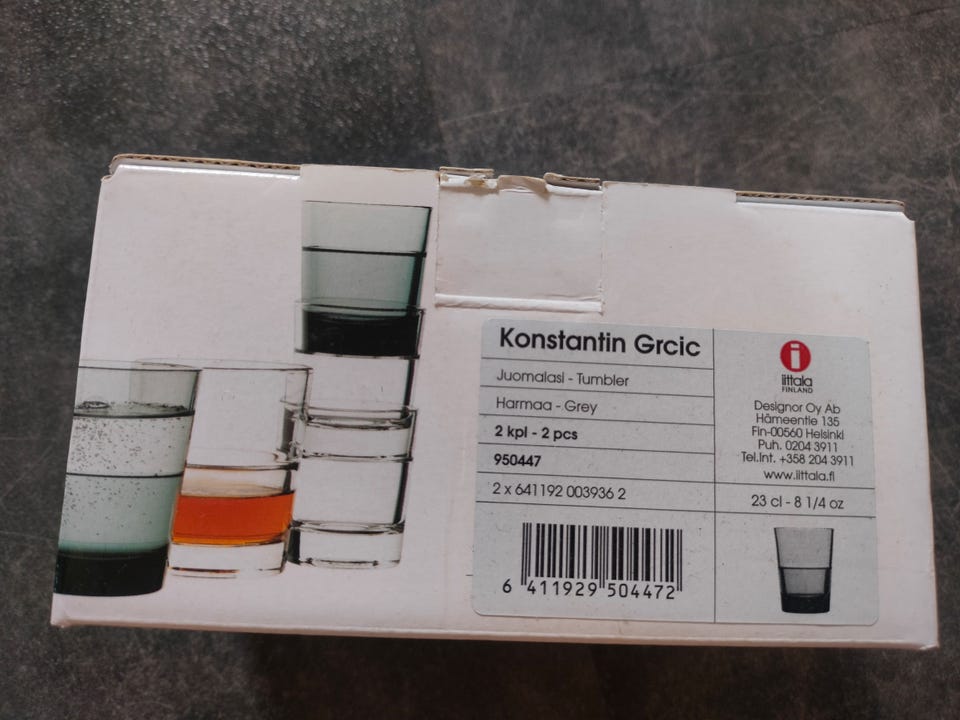 Konstantin Grcic
Juomalasi - Tumbler
Harmaa - Grey
2 kpl - 2 pcs
950447
2 x 641192 003936 2
6 411929 504472
i
iittala
FINLAND
Designor Oy Ab
Hämeentie 135
Fin-00560 Helsinki
Puh. 0204 3911
Tel.Int. +358 204 3911
www.iittala.fi
23 cl - 8 1/4 oz